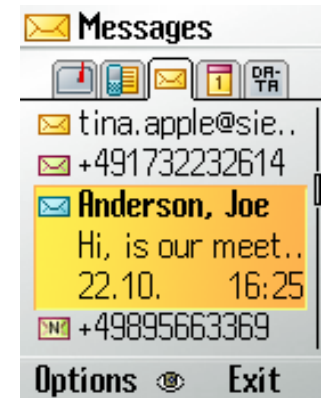 Messages
1 DA-
TA
tina.apple@sie..
+491732232614
Anderson, Joe
Hi, is our meet..
22.10. 16:25
N +49895663369
Options Exit